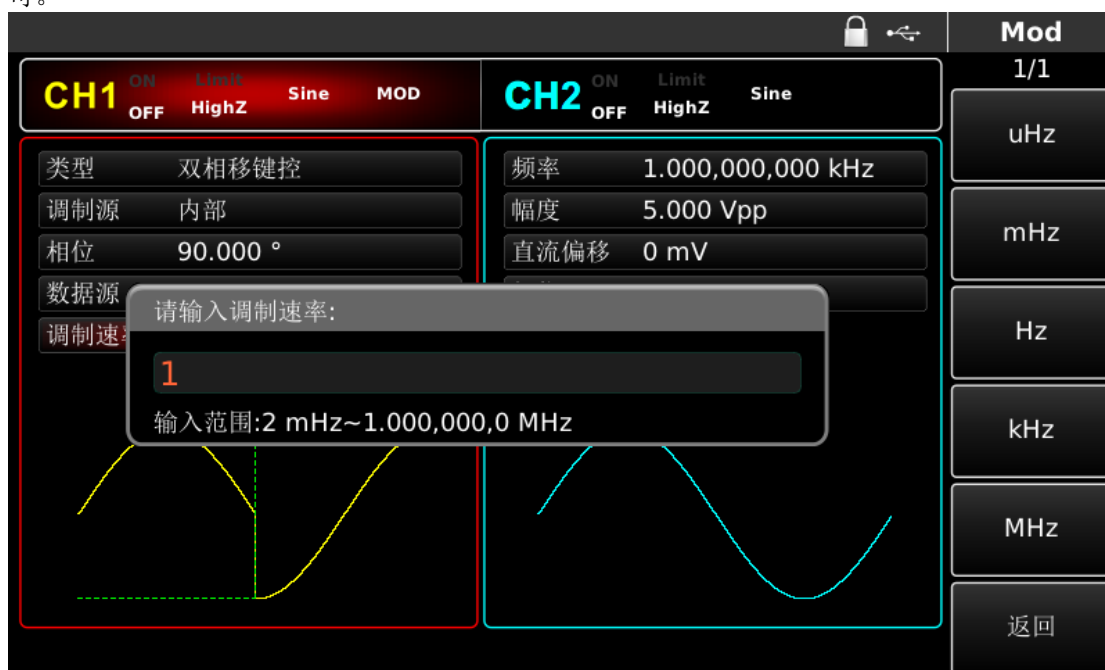 Mod
1/1
CH1 ON OFF Limit HighZ Sine MOD
CH2 ON OFF Limit HighZ Sine
uHz
mHz
Hz
kHz
MHz
返回
类型 双相移键控
调制源 内部
相位 90.000 °
数据源
调制速
频率 1.000,000,000 kHz
幅度 5.000 Vpp
直流偏移 0 mV
请输入调制速率:
1
输入范围:2 mHz~1.000,000,0 MHz